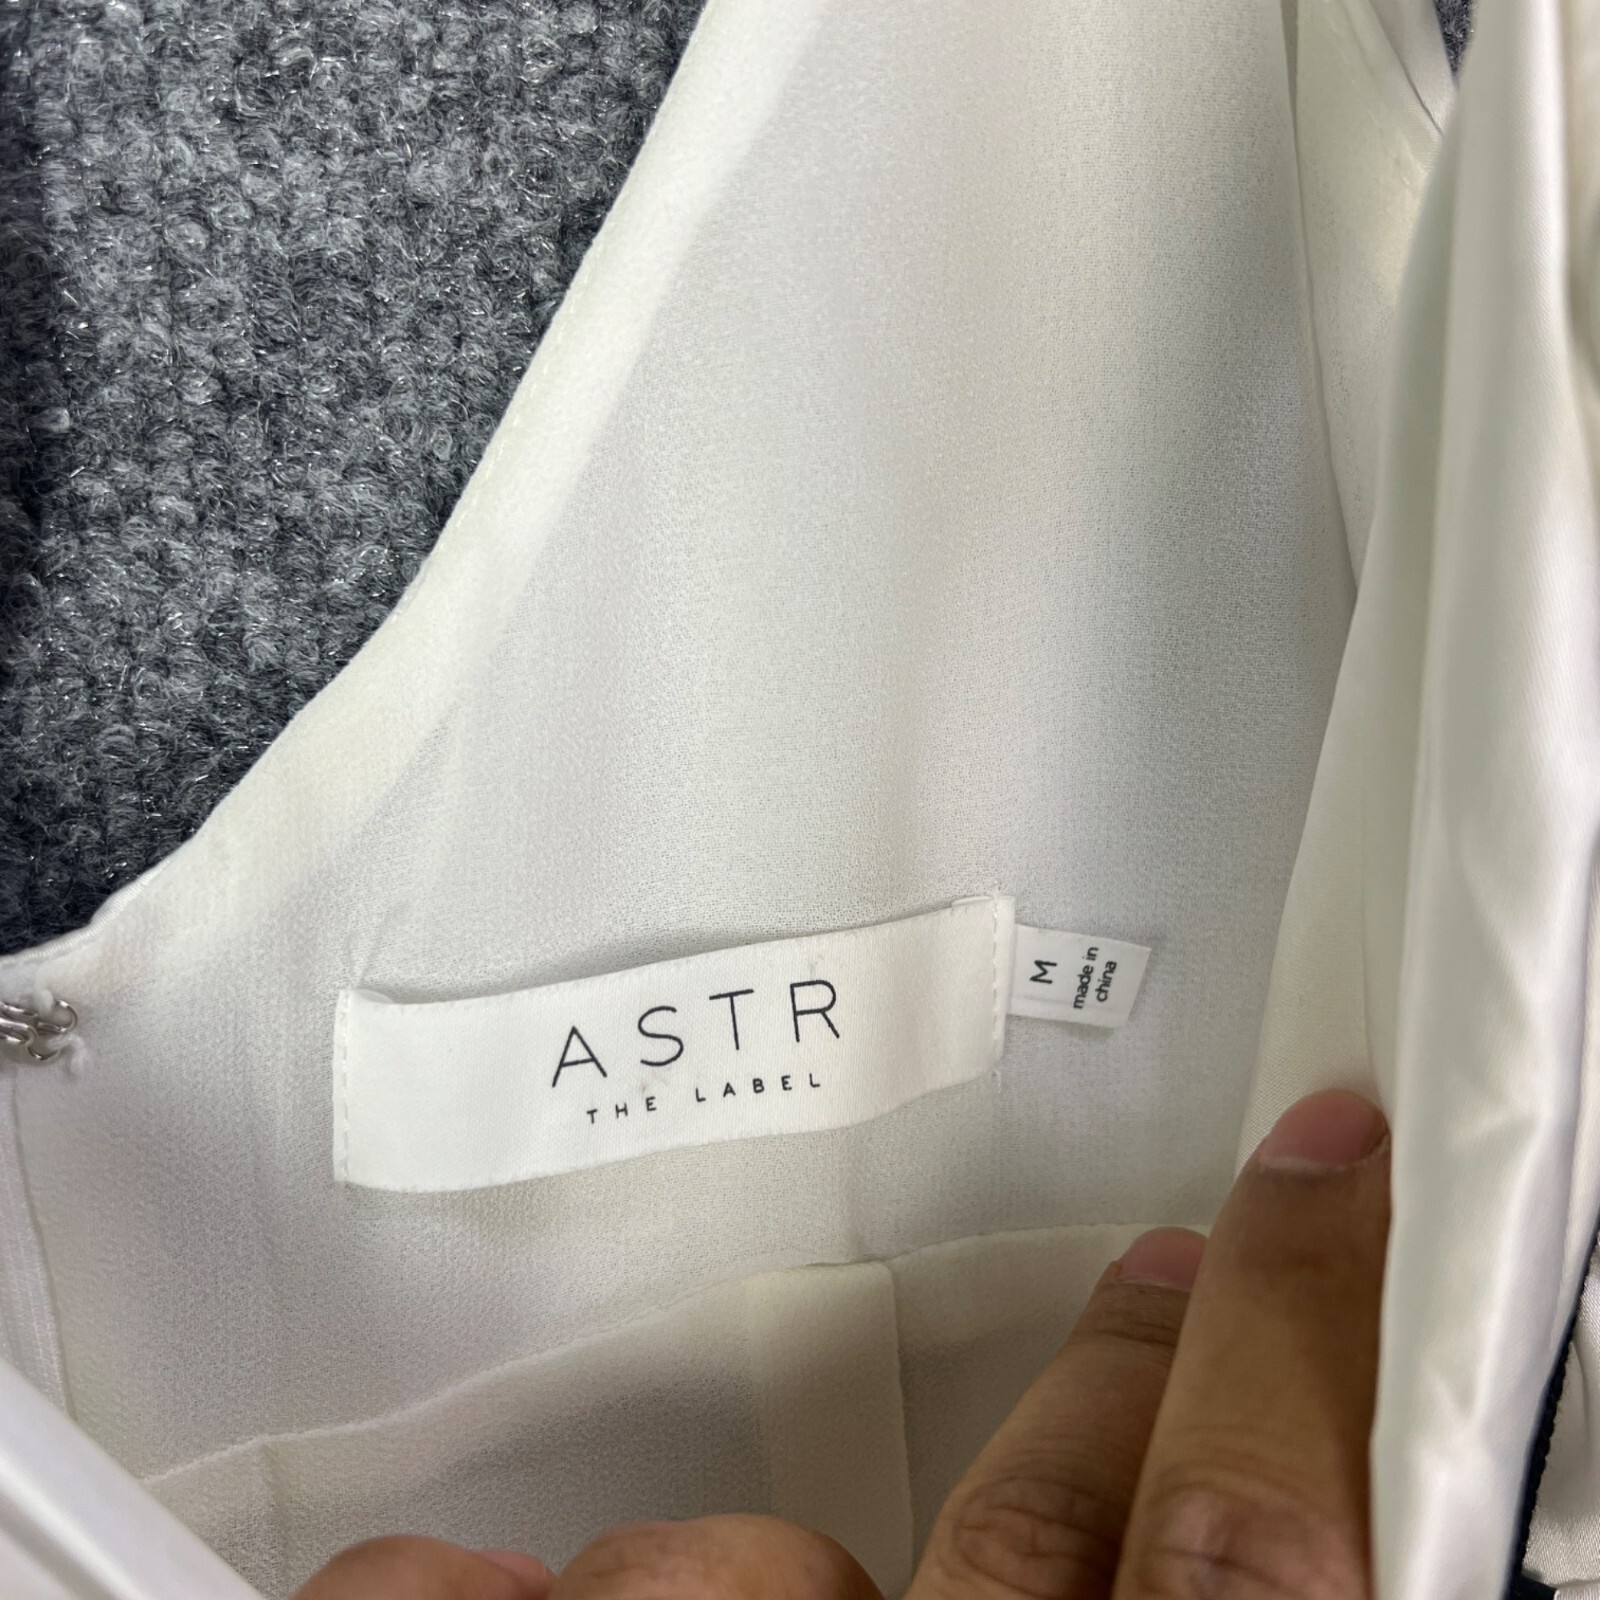 ASTR
THE LABEL
M
made in
china